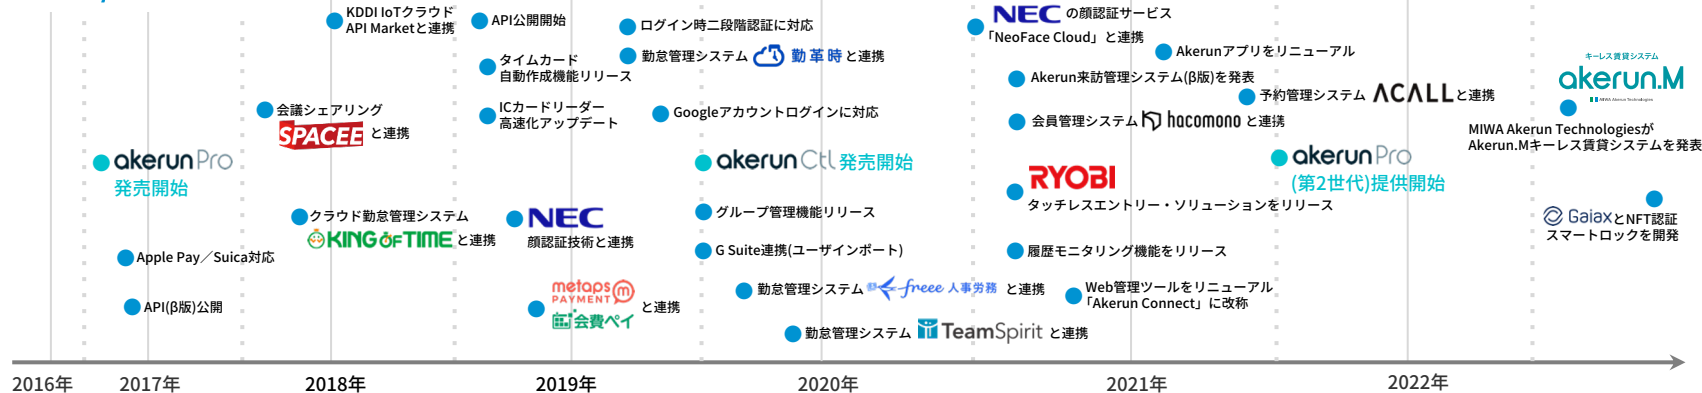 akerun Pro
発売開始
Apple Pay／Suica対応
API(β版)公開
会議シェアリング
SPACEE と連携
クラウド勤怠管理システム
KING OF TIME と連携
KDDI IoTクラウド
API Marketと連携
API公開開始
タイムカード
自動作成機能リリース
ICカードリーダー
高速化アップデート
NEC
顔認証技術と連携
metaps
PAYMENT
会費ペイ
と連携
ログイン時二段階認証に対応
勤怠管理システム 勤革時 と連携
Googleアカウントログインに対応
akerun Ctl 発売開始
グループ管理機能リリース
G Suite連携(ユーザインポート)
勤怠管理システム freee 人事労務 と連携
勤怠管理システム TeamSpirit と連携
NEC の顔認証サービス
「NeoFace Cloud」と連携
Akerunアプリをリニューアル
Akerun来訪管理システム(β版)を発表
予約管理システム ACALL と連携
会員管理システム hacomono と連携
RYOBI
タッチレスエントリー・ソリューションをリリース
履歴モニタリング機能をリリース
Web管理ツールをリニューアル
「Akerun Connect」に改称
akerun Pro
(第2世代)提供開始
キーレス賃貸システム
akerun.M
MIWA Akerun Technologies
MIWA Akerun Technologiesが
Akerun.Mキーレス賃貸システムを発表
GaiaxとNFT認証
スマートロックを開発
2016年 2017年 2018年 2019年 2020年 2021年 2022年